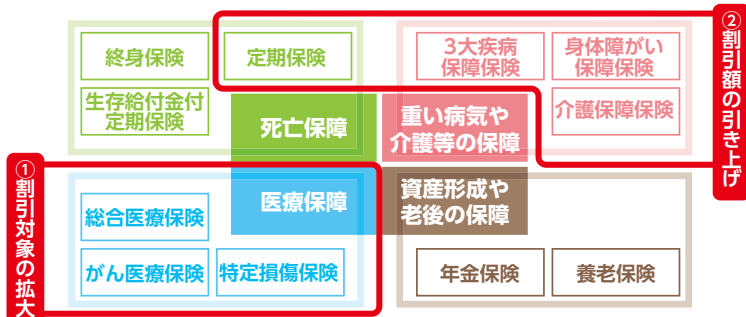 終身保険
定期保険
生存給付金付
定期保険
死亡保障
3大疾病
保障保険
身体障がい
保障保険
介護保障保険
重い病気や
介護等の保障
②割引額の引き上げ
①割引対象の拡大
医療保障
総合医療保険
がん医療保険
特定損傷保険
資産形成や
老後の保障
年金保険
養老保険